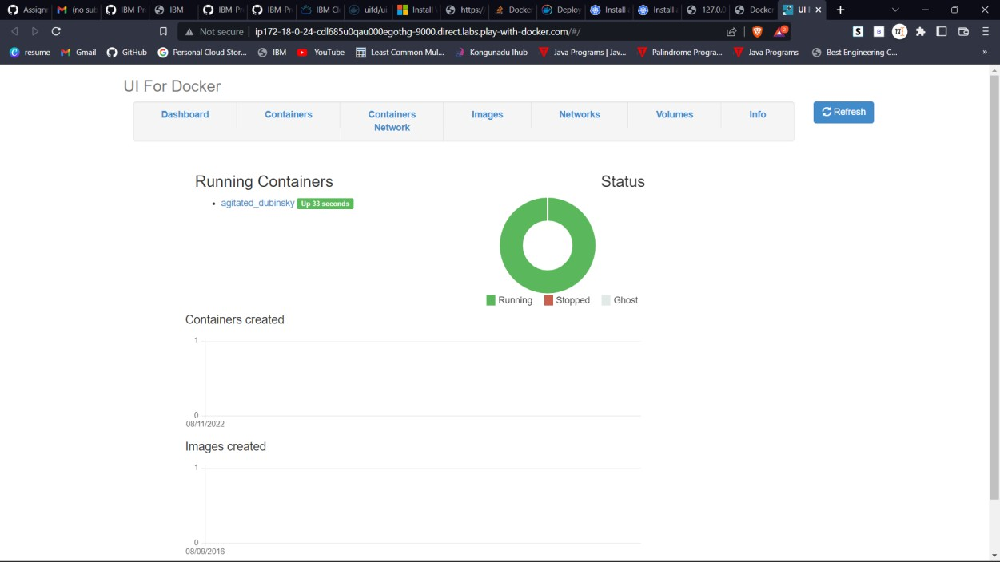 Assignr
(no sub
IBM-Pr
IBM
IBM-Pr
IBM-Pr
IBM Cl
uifd/ui-
Install
https:/
Docker
Deploy
Install
Install
127.0.0
Docke
UI
Not secure
ip172-18-0-24-cdl685u0qau000egothg-9000.direct.labs.play-with-docker.com/#/
2
S
B
N
resume
Gmail
GitHub
Personal Cloud Stor...
IBM
YouTube
Least Common Mul...
Kongunadu Ihub
Java Programs | Jav...
Palindrome Progra...
Java Programs
Best Engineering C...
»
UI For Docker
Dashboard
Containers
Containers
Network
Images
Networks
Volumes
Info
Refresh
Running Containers
agitated_dubinsky Up 33 seconds
Status
Running
Stopped
Ghost
Containers created
1
0
08/11/2022
Images created
1
0
08/09/2016